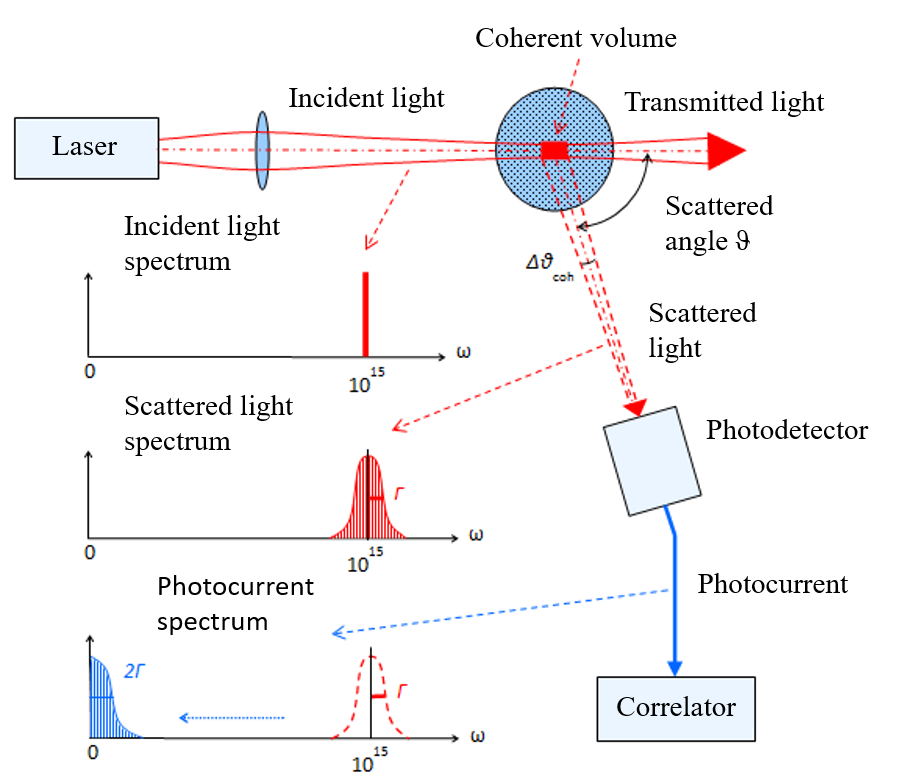 Coherent volume
Incident light
Transmitted light
Laser
Scattered
angle ϑ
Incident light
spectrum
Δϑcoh
Scattered
light
ω
0
10^15
Scattered light
spectrum
Photodetector
Γ
ω
0
10^15
Photocurrent
spectrum
Photocurrent
2Γ
Γ
Correlator
ω
0
10^15